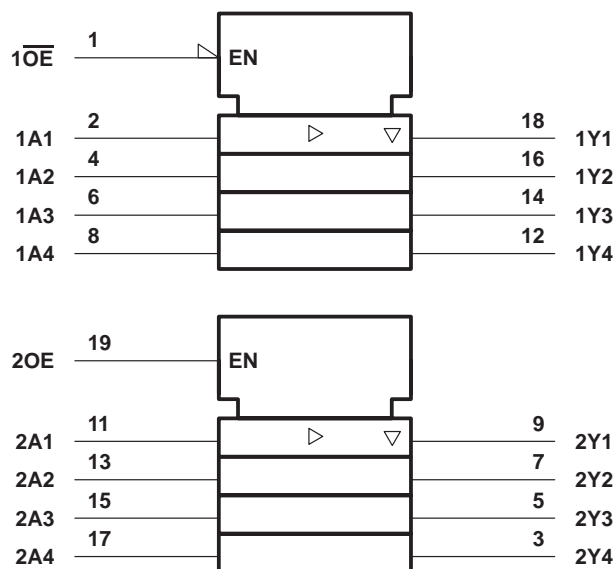 1O̅E̅ 1 EN
1A1 2 18 1Y1
1A2 4 16 1Y2
1A3 6 14 1Y3
1A4 8 12 1Y4
2OE 19 EN
2A1 11 9 2Y1
2A2 13 7 2Y2
2A3 15 5 2Y3
2A4 17 3 2Y4